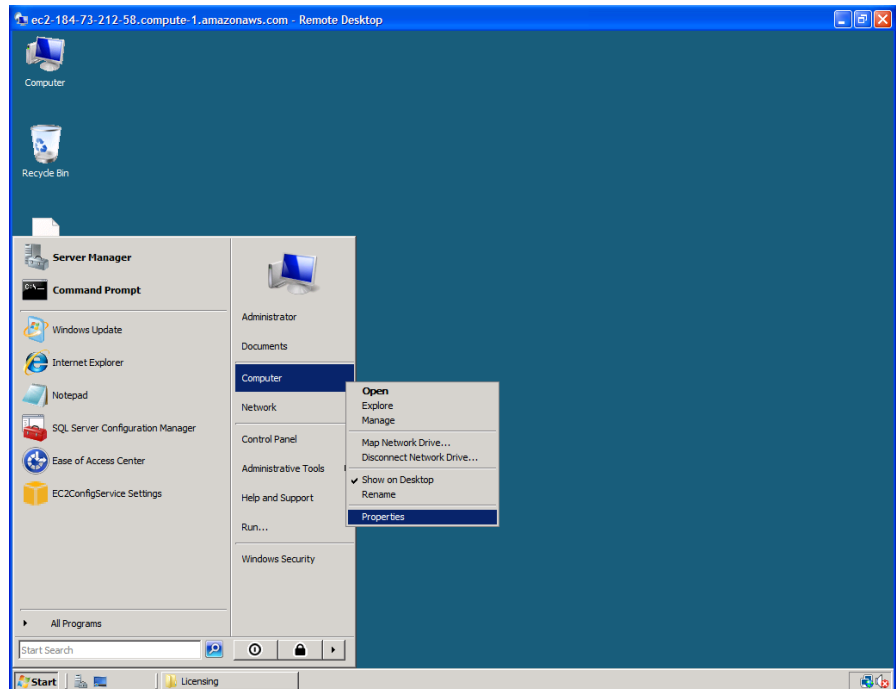 ec2-184-73-212-58.compute-1.amazonaws.com - Remote Desktop
Computer
Recycle Bin
Server Manager
Command Prompt
Windows Update
Internet Explorer
Notepad
SQL Server Configuration Manager
Ease of Access Center
EC2ConfigService Settings
All Programs
Start Search
Administrator
Documents
Computer
Network
Control Panel
Administrative Tools
Help and Support
Run...
Windows Security
Open
Explore
Manage
Map Network Drive...
Disconnect Network Drive...
Show on Desktop
Rename
Properties
Start
Licensing